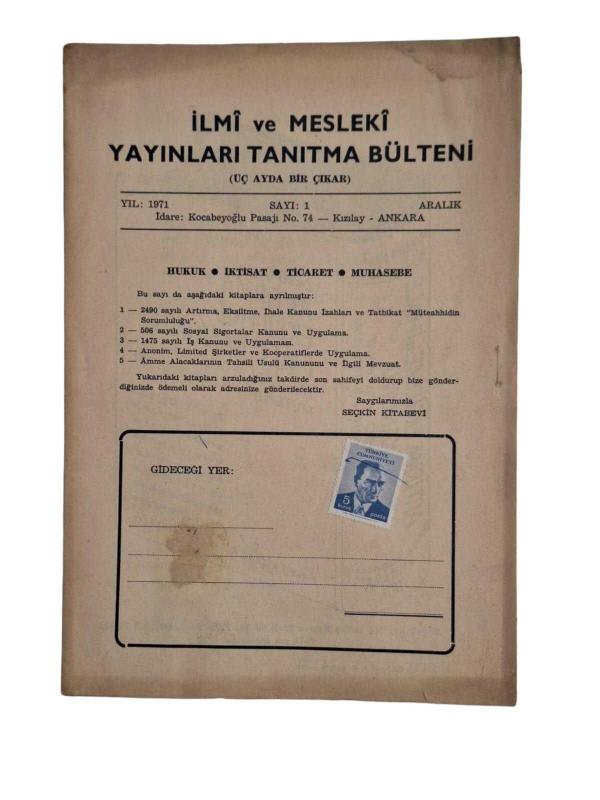 İLMÎ ve MESLEKÎ
YAYINLARI TANITMA BÜLTENİ
(ÜÇ AYDA BİR ÇIKAR)
YIL: 1971 SAYI: 1 ARALIK
İdare: Kocabeyoğlu Pasajı No. 74 — Kızılay - ANKARA
HUKUK ● İKTİSAT ● TİCARET ● MUHASEBE
Bu sayı da aşağıdaki kitaplara ayrılmıştır:
1 — 2490 sayılı Artırma, Eksiltme, İhale Kanunu İzahları ve Tatbikat "Müteahhidin
Sorumluluğu".
2 — 506 sayılı Sosyal Sigortalar Kanunu ve Uygulama.
3 — 1475 sayılı İş Kanunu ve Uygulaması.
4 — Anonim, Limited Şirketler ve Kooperatiflerde Uygulama.
5 — Âmme Alacaklarının Tahsili Usulü Kanununu ve İlgili Mevzuat.
Yukarıdaki kitapları arzuladığınız takdirde son sahifeyi doldurup bize gönder-
diğinizde ödemeli olarak adresinize gönderilecektir.
Saygılarımızla
SEÇKİN KİTABEVİ
GİDECEĞİ YER:
TÜRKİYE
CUMHURİYETİ
5
kuruş
posta